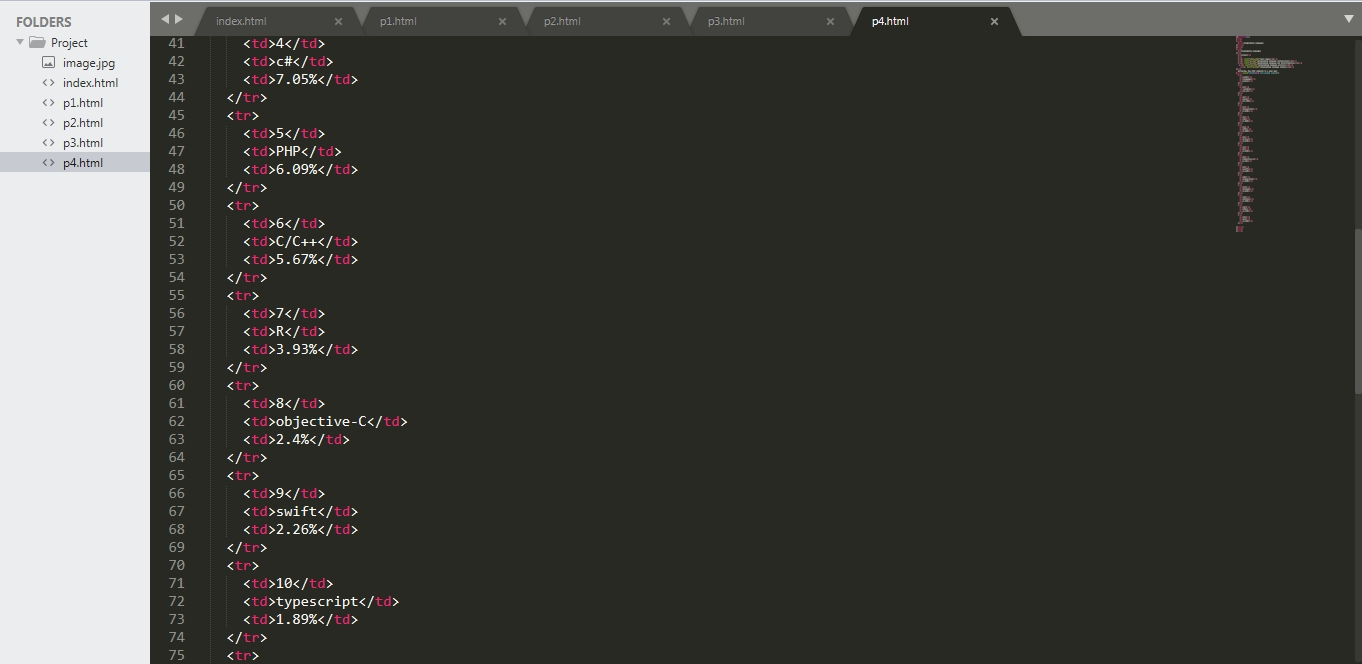 FOLDERS
Project
image.jpg
index.html
p1.html
p2.html
p3.html
p4.html
index.html × p1.html × p2.html × p3.html × p4.html ×
41 <td>4</td>
42 <td>c#</td>
43 <td>7.05%</td>
44 </tr>
45 <tr>
46 <td>5</td>
47 <td>PHP</td>
48 <td>6.09%</td>
49 </tr>
50 <tr>
51 <td>6</td>
52 <td>C/C++</td>
53 <td>5.67%</td>
54 </tr>
55 <tr>
56 <td>7</td>
57 <td>R</td>
58 <td>3.93%</td>
59 </tr>
60 <tr>
61 <td>8</td>
62 <td>objective-C</td>
63 <td>2.4%</td>
64 </tr>
65 <tr>
66 <td>9</td>
67 <td>swift</td>
68 <td>2.26%</td>
69 </tr>
70 <tr>
71 <td>10</td>
72 <td>typescript</td>
73 <td>1.89%</td>
74 </tr>
75 <tr>